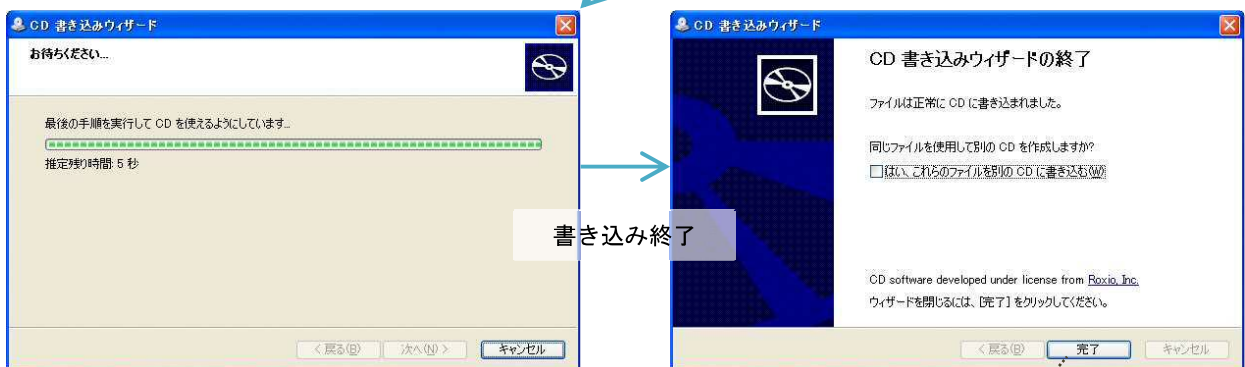 CD 書き込みウィザード
お待ちください...
最後の手順を実行して CD を使えるようにしています...
推定残り時間: 5 秒
< 戻る(B)
次へ(N) >
キャンセル
書き込み終了
CD 書き込みウィザード
CD 書き込みウィザードの終了
ファイルは正常に CD に書き込まれました。
同じファイルを使用して別の CD を作成しますか?
はい、これらのファイルを別の CD に書き込む(W)
CD software developed under license from Roxio, Inc.
ウィザードを閉じるには、[完了] をクリックしてください。
< 戻る(B)
完了
キャンセル